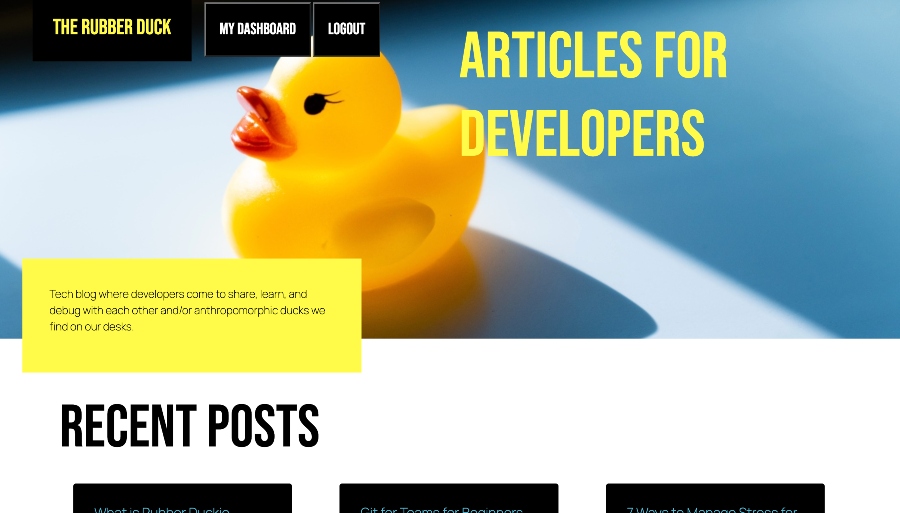 THE RUBBER DUCK
MY DASHBOARD
LOGOUT
ARTICLES FOR
DEVELOPERS
Tech blog where developers come to share, learn, and
debug with each other and/or anthropomorphic ducks we
find on our desks.
RECENT POSTS
What is Rubber Duckie
Git for Teams for Beginners
7 Ways to Manage Stress for